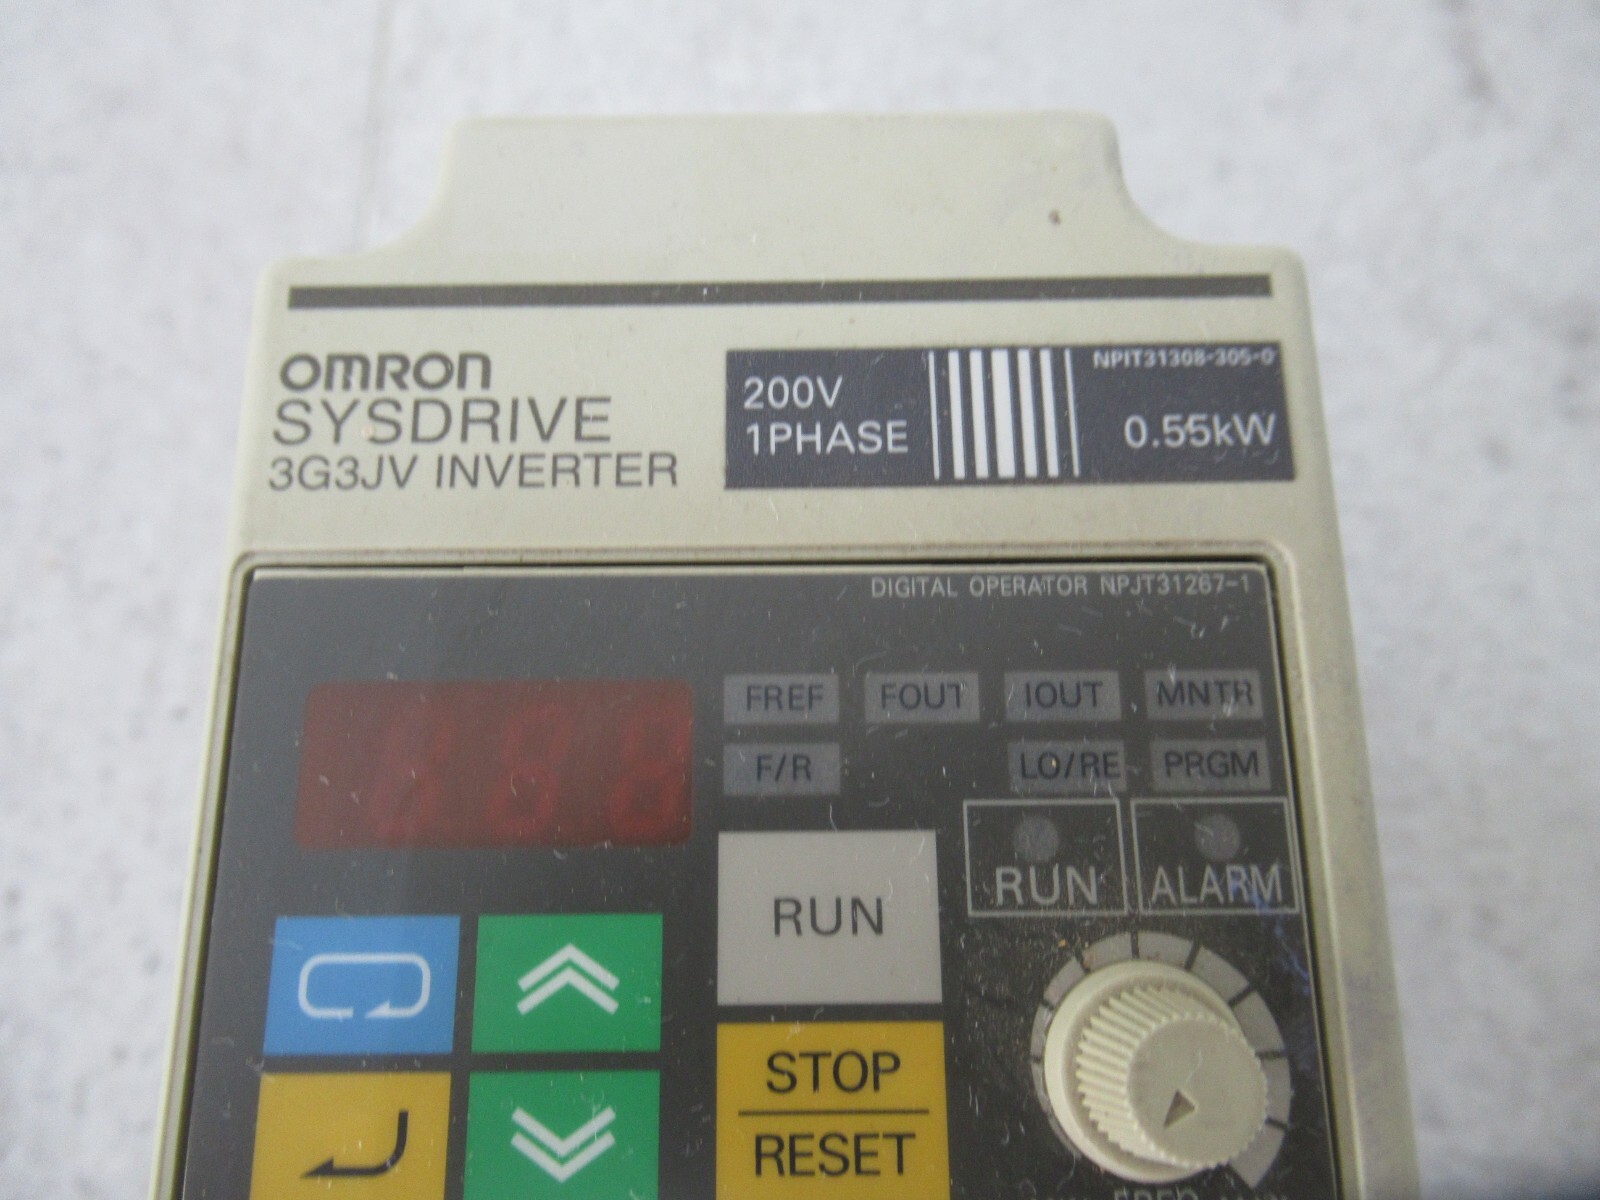 OMRON
SYSDRIVE
3G3JV INVERTER
200V
1PHASE
NPIT31308-305-0
0.55kW
DIGITAL OPERATOR NPJT31267-1
FREF FOUT IOUT MNTR
F/R LO/RE PRGM
RUN ALARM
RUN
STOP
RESET